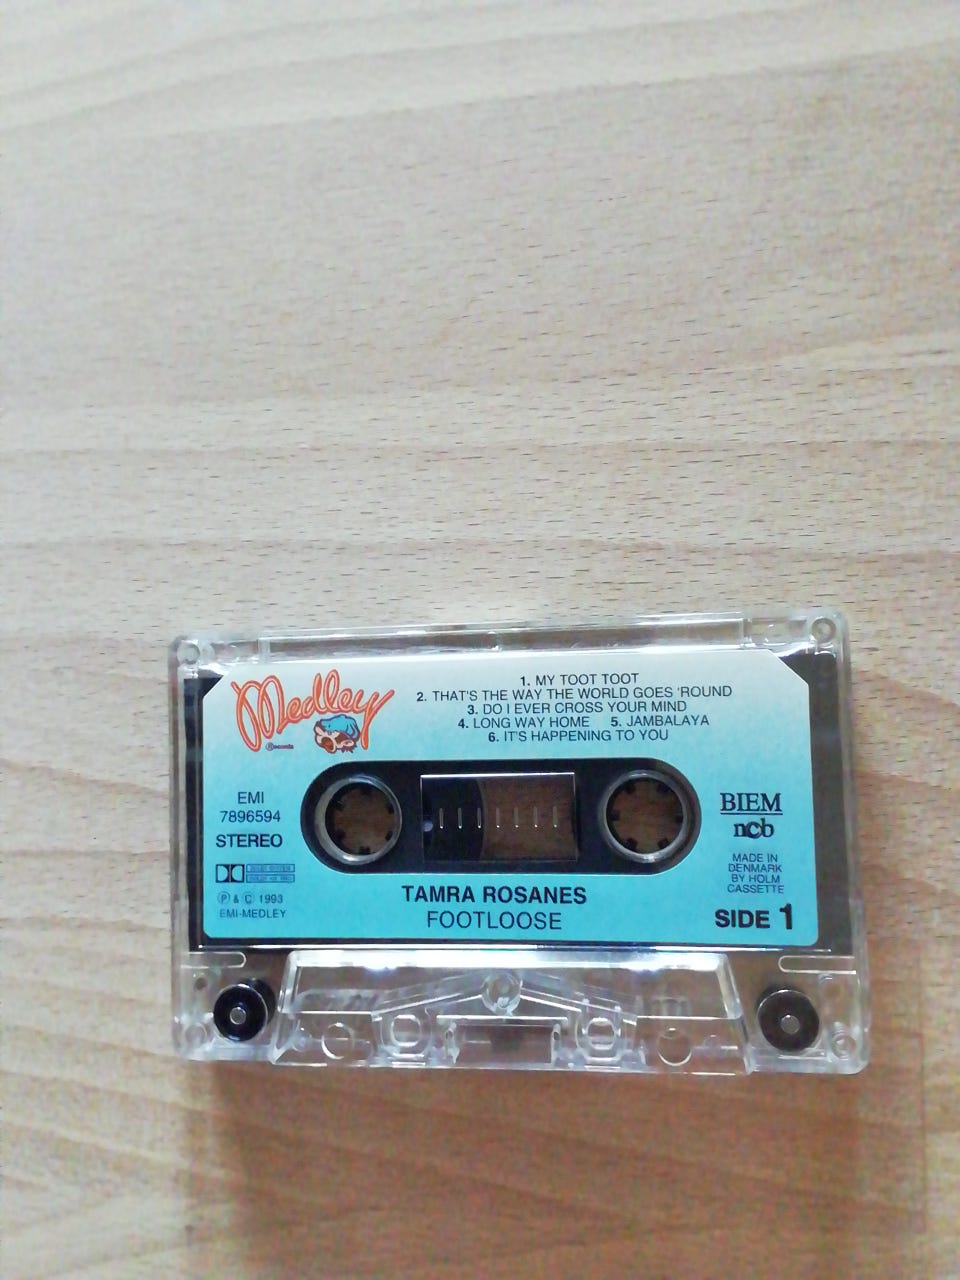 Medley
Records
1. MY TOOT TOOT
2. THAT'S THE WAY THE WORLD GOES 'ROUND
3. DO I EVER CROSS YOUR MIND
4. LONG WAY HOME 5. JAMBALAYA
6. IT'S HAPPENING TO YOU
EMI
7896594
STEREO
Ⓟ & Ⓒ 1993
EMI-MEDLEY
BIEM
ncb
MADE IN
DENMARK
BY HOLM
CASSETTE
SIDE 1
TAMRA ROSANES
FOOTLOOSE